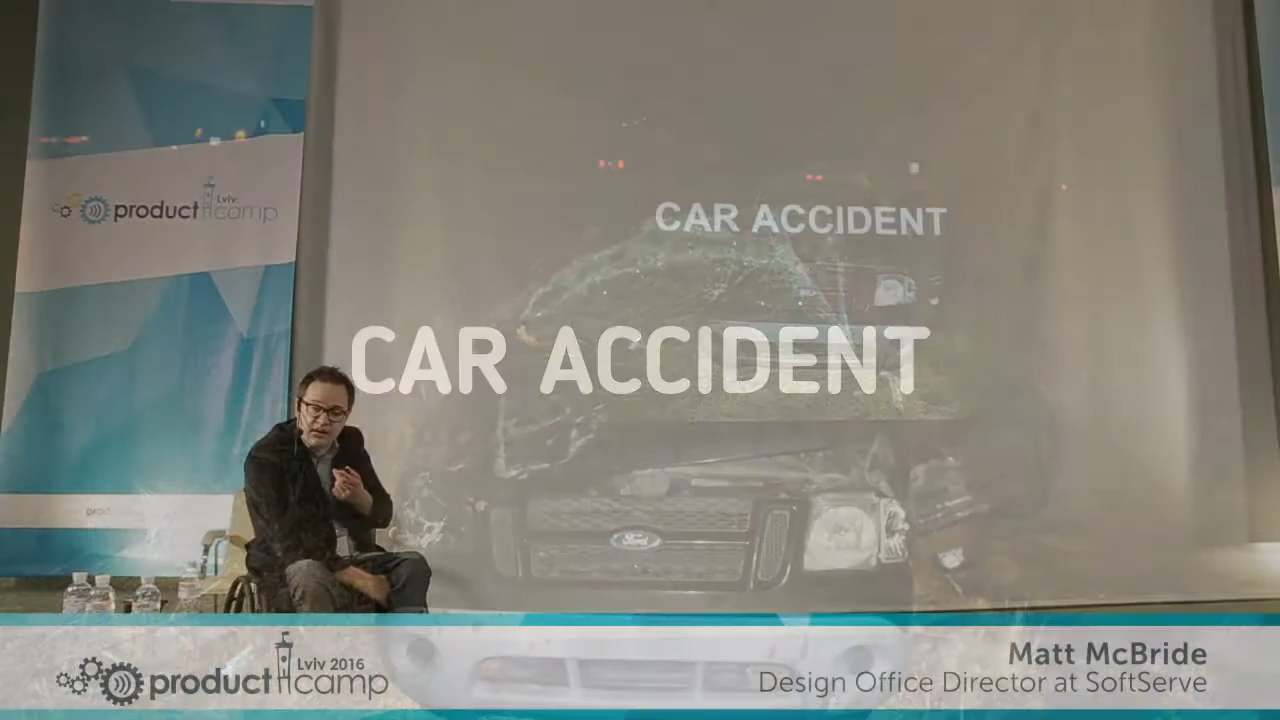 product Lviv camp
CAR ACCIDENT
CAR ACCIDENT
Ford
product Lviv 2016 camp
Matt McBride
Design Office Director at SoftServe